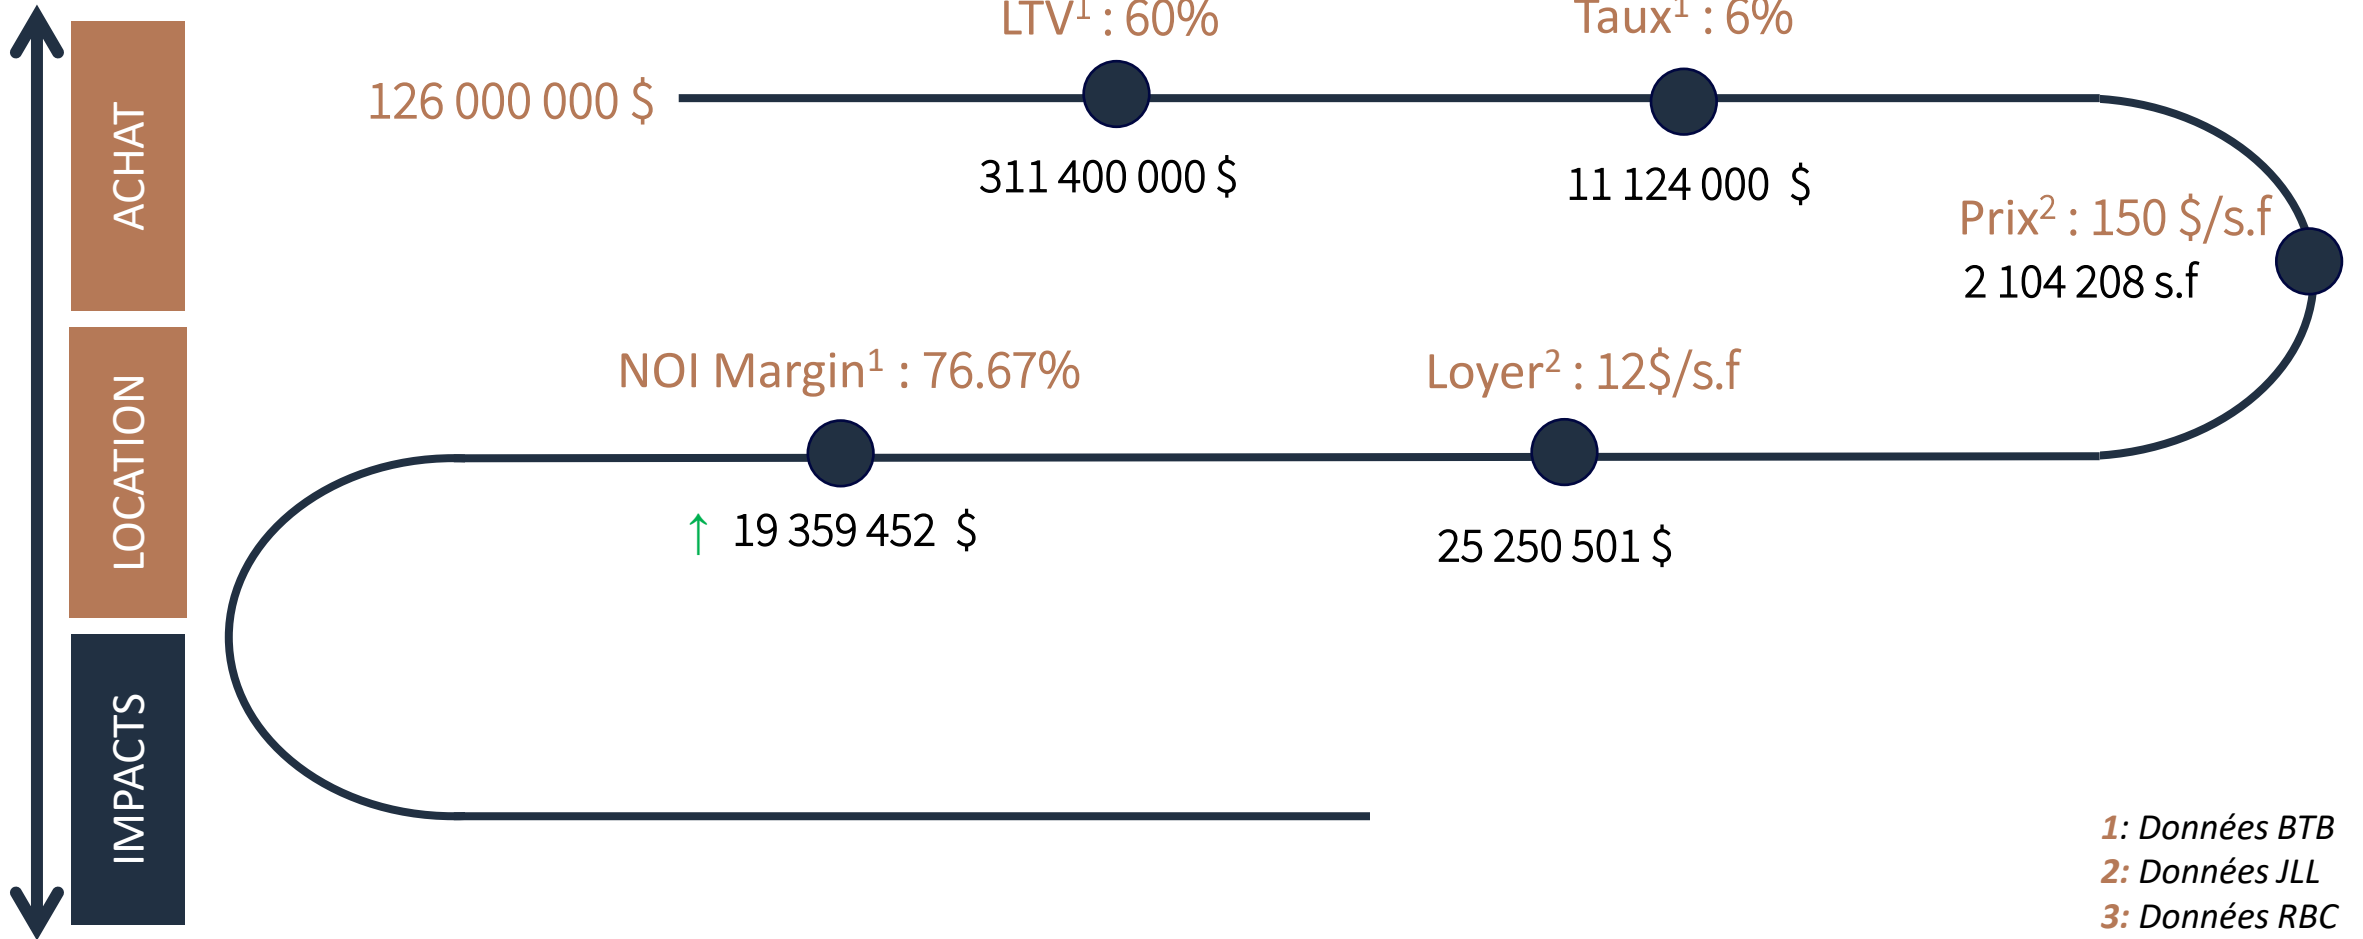 LTV1 : 60%
Taux1 : 6%
126 000 000 $
311 400 000 $
11 124 000 $
Prix2 : 150 $/s.f
2 104 208 s.f
ACHAT
NOI Margin1 : 76.67%
Loyer2 : 12$/s.f
↑ 19 359 452 $
25 250 501 $
LOCATION
IMPACTS
1: Données BTB
2: Données JLL
3: Données RBC